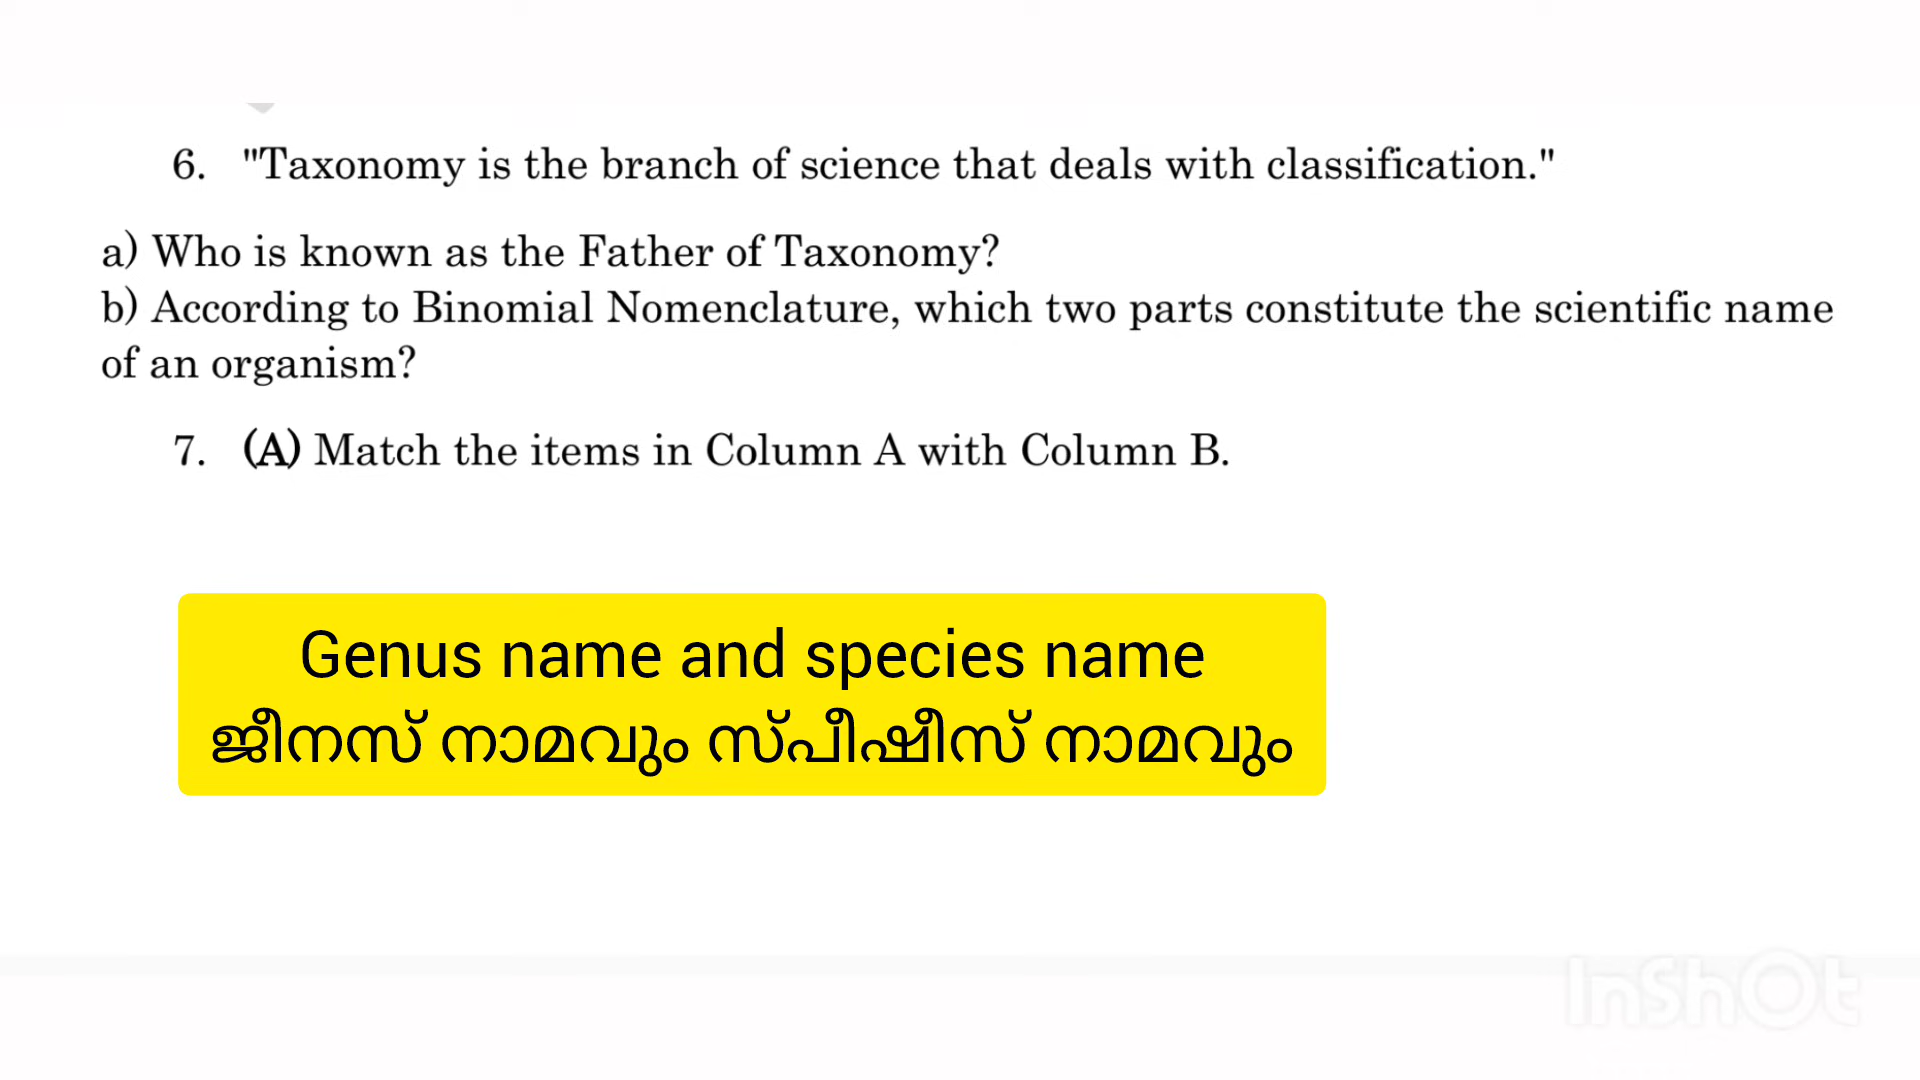 6. "Taxonomy is the branch of science that deals with classification."
a) Who is known as the Father of Taxonomy?
b) According to Binomial Nomenclature, which two parts constitute the scientific name
of an organism?
7. (A) Match the items in Column A with Column B.
Genus name and species name
ജീനസ് നാമവും സ്പീഷീസ് നാമവും
InShOt